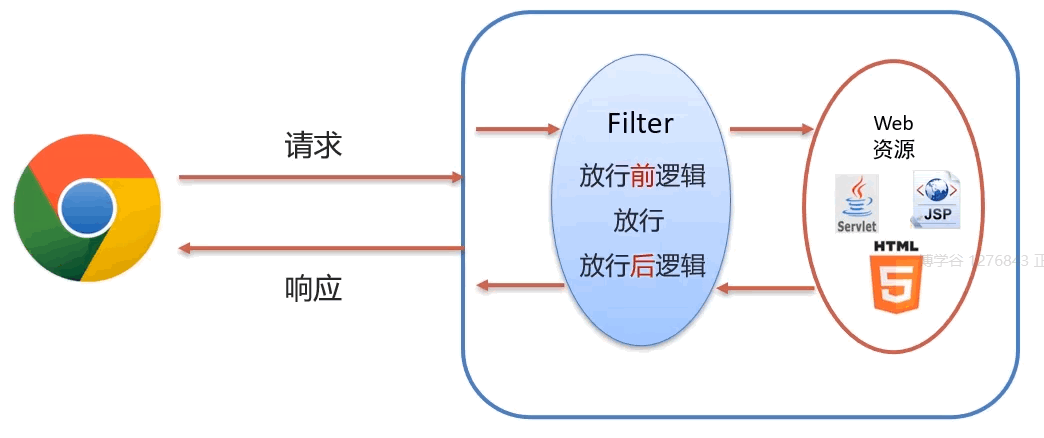 请求
响应
Filter
放行前逻辑
放行
放行后逻辑
Web
资源
Servlet
JSP
HTML
5
博学谷 1276843 正